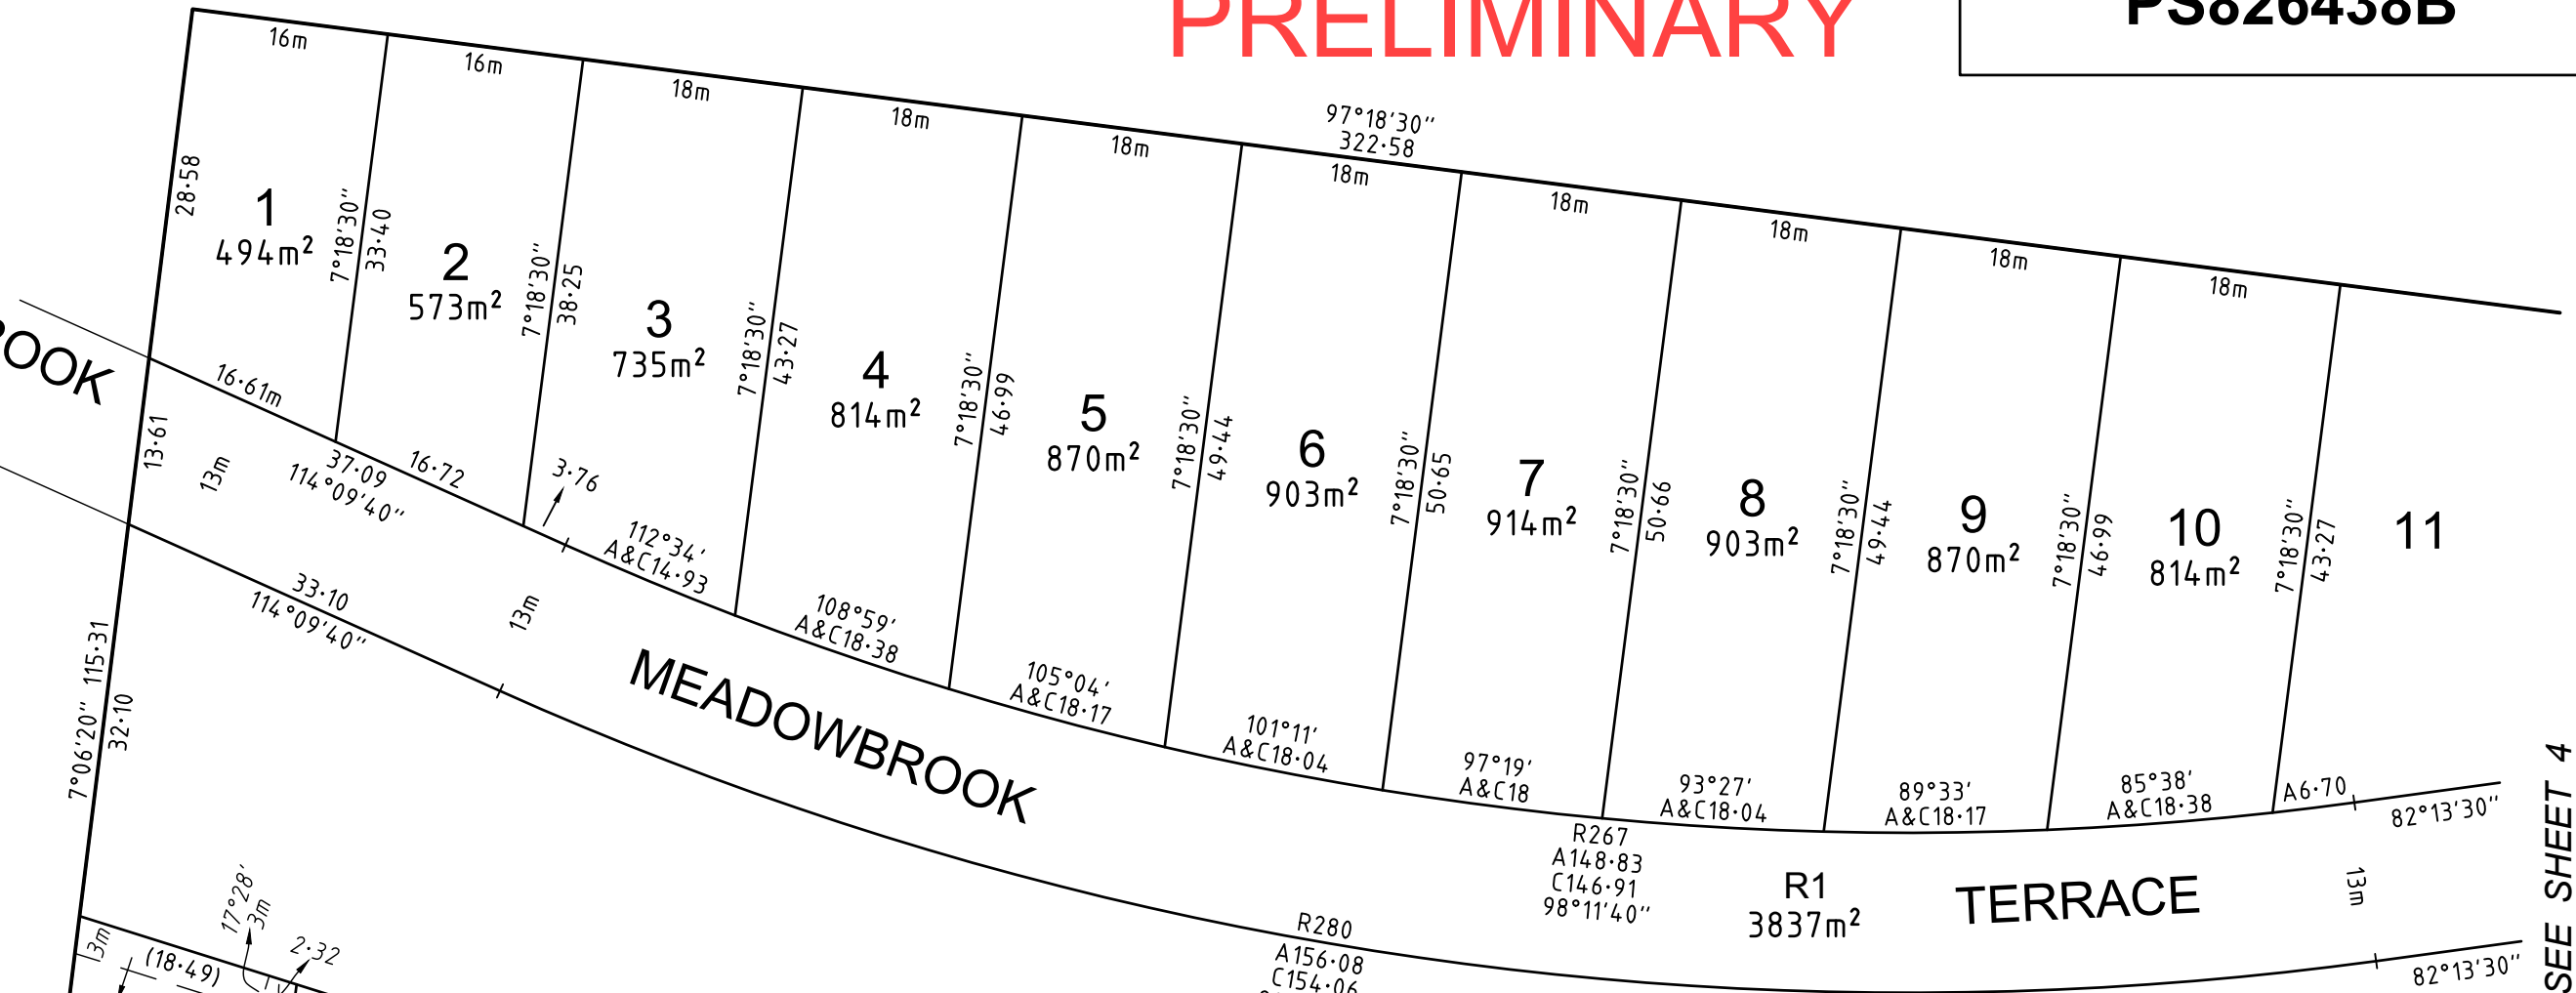 PRELIMINARY
PS826438B
16m
16m
18m
18m
18m
18m
18m
18m
18m
18m
97°18'30"
322·58
28·58
1
494m²
7°18'30"
33·40
2
573m²
7°18'30"
38·25
3
735m²
7°18'30"
43·27
4
814m²
7°18'30"
46·99
5
870m²
7°18'30"
49·44
6
903m²
7°18'30"
50·65
7
914m²
7°18'30"
50·66
8
903m²
7°18'30"
49·44
9
870m²
7°18'30"
46·99
10
814m²
7°18'30"
43·27
11
OOK
16·61m
13·61
13m
37·09
114°09'40"
16·72
3·76
112°34'
A&C14·93
108°59'
A&C18·38
105°04'
A&C18·17
101°11'
A&C18·04
97°19'
A&C18
93°27'
A&C18·04
89°33'
A&C18·17
85°38'
A&C18·38
A6·70
82°13'30"
33·10
114°09'40"
13m
MEADOWBROOK
TERRACE
R267
A148·83
C146·91
98°11'40"
R1
3837m²
13m
82°13'30"
7°06'20" 115·31
32·10
R280
A156·08
C154·06
17°28'
3m
2·32
3m
(18·49)
SEE SHEET 4